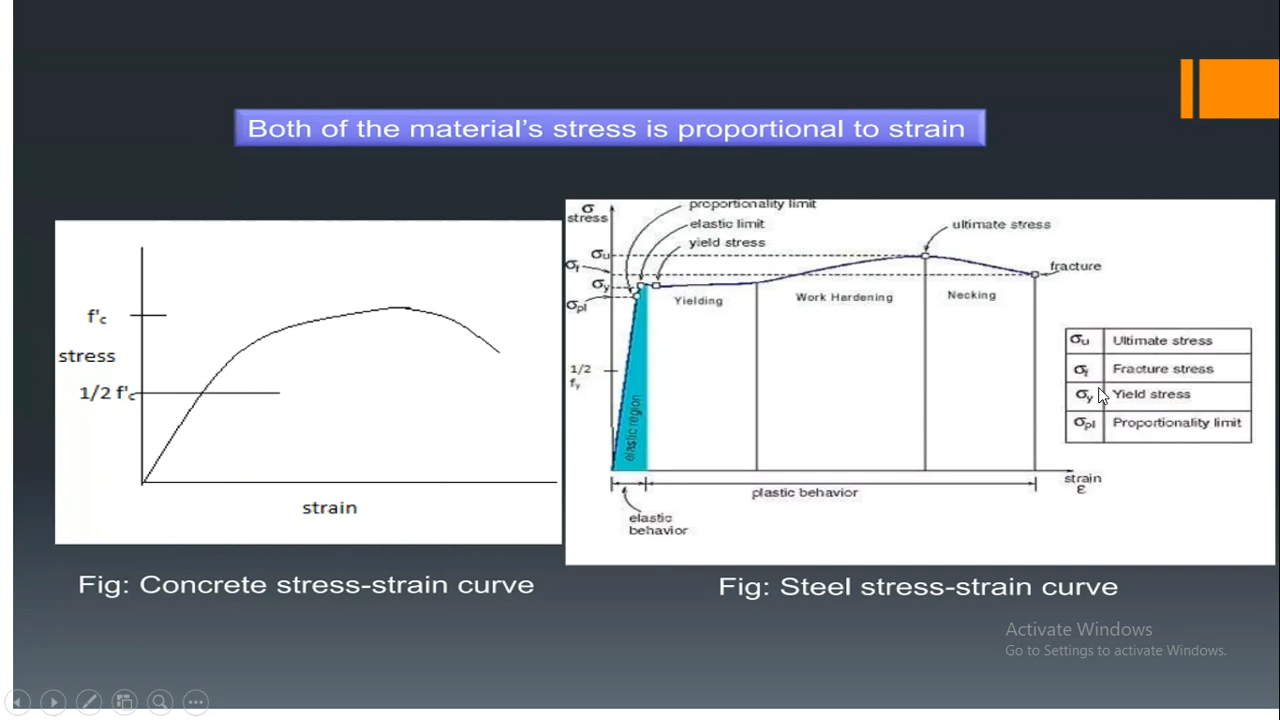 Both of the material's stress is proportional to strain
f'c
stress
1/2 f'c
strain
Fig: Concrete stress-strain curve
σ
stress
proportionality limit
elastic limit
yield stress
ultimate stress
fracture
σu
σf
σy
σpl
1/2
fy
Yielding
Work Hardening
Necking
elastic region
σu Ultimate stress
σf Fracture stress
σy Yield stress
σpl Proportionality limit
strain
ε
plastic behavior
elastic
behavior
Fig: Steel stress-strain curve
Activate Windows
Go to Settings to activate Windows.